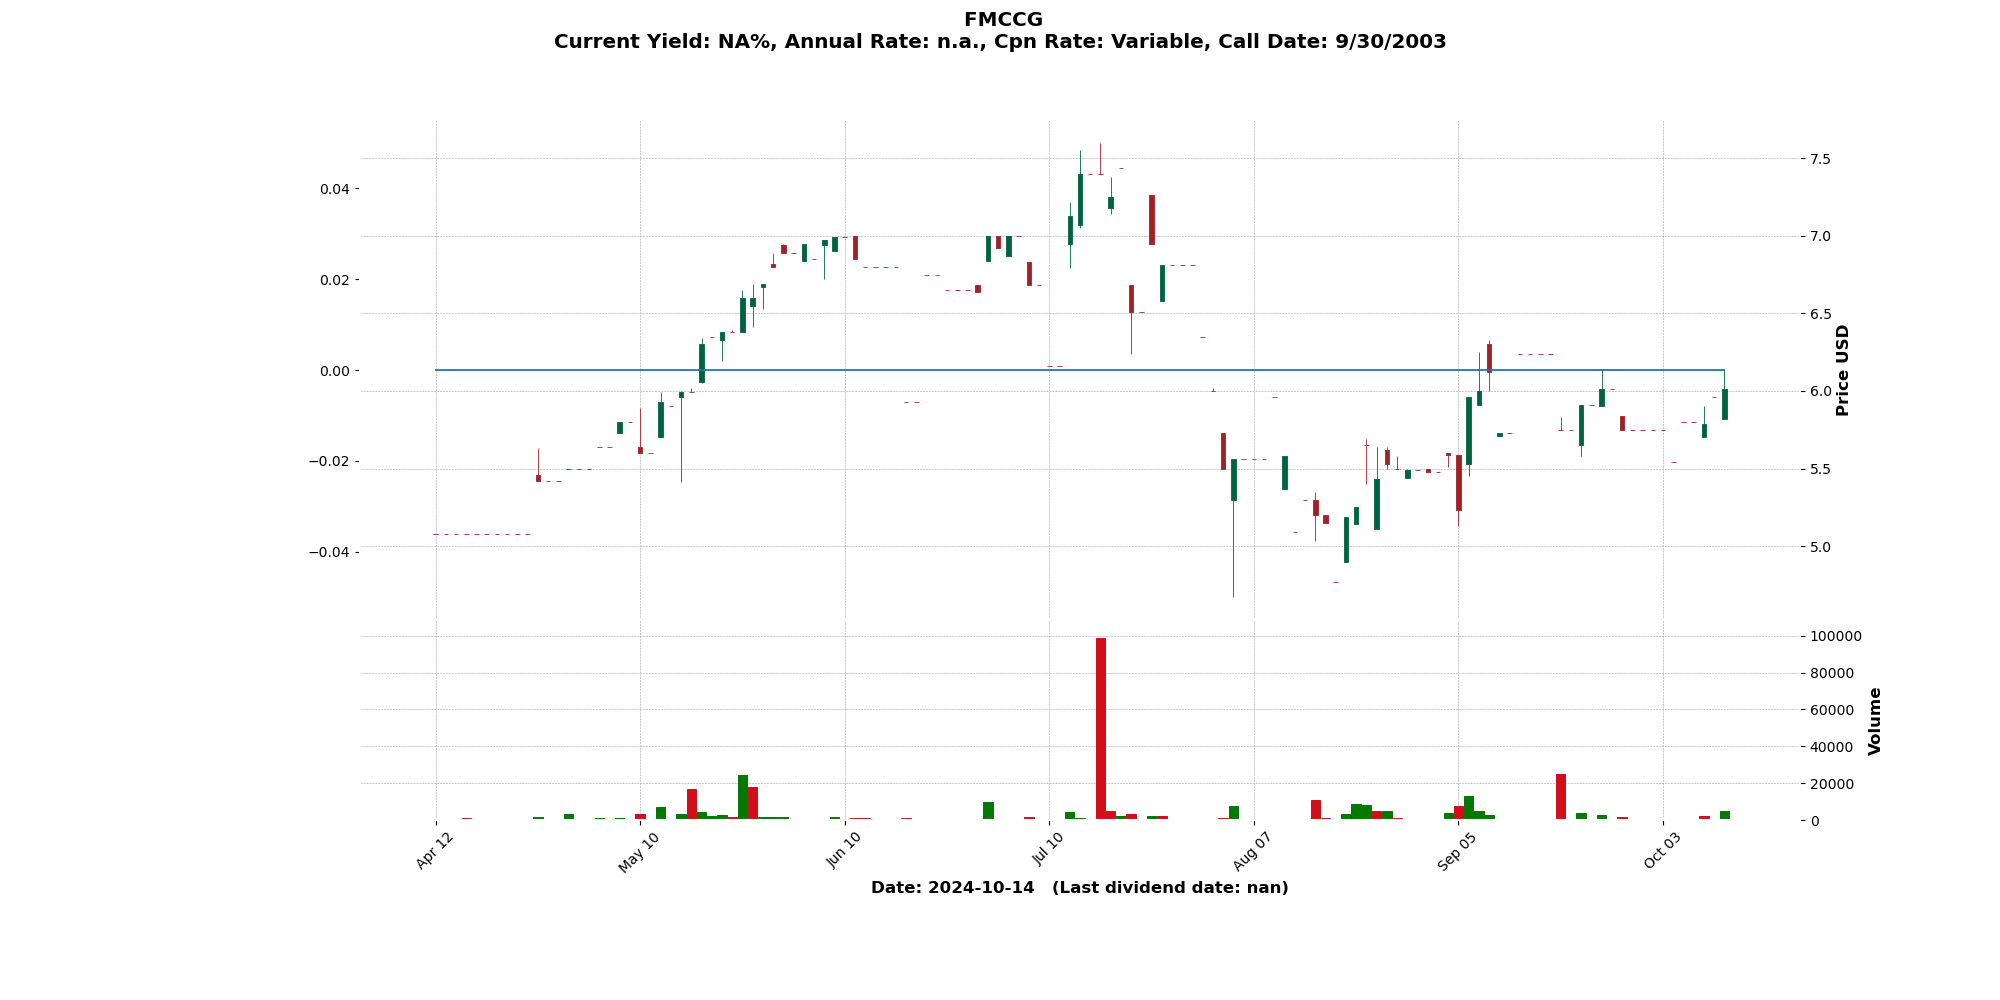 FMCCG
Current Yield: NA%, Annual Rate: n.a., Cpn Rate: Variable, Call Date: 9/30/2003
0.04
0.02
0.00
−0.02
−0.04
7.5
7.0
6.5
6.0
5.5
5.0
Price USD
100000
80000
60000
40000
20000
0
Volume
Apr 12
May 10
Jun 10
Jul 10
Aug 07
Sep 05
Oct 03
Date: 2024-10-14   (Last dividend date: nan)